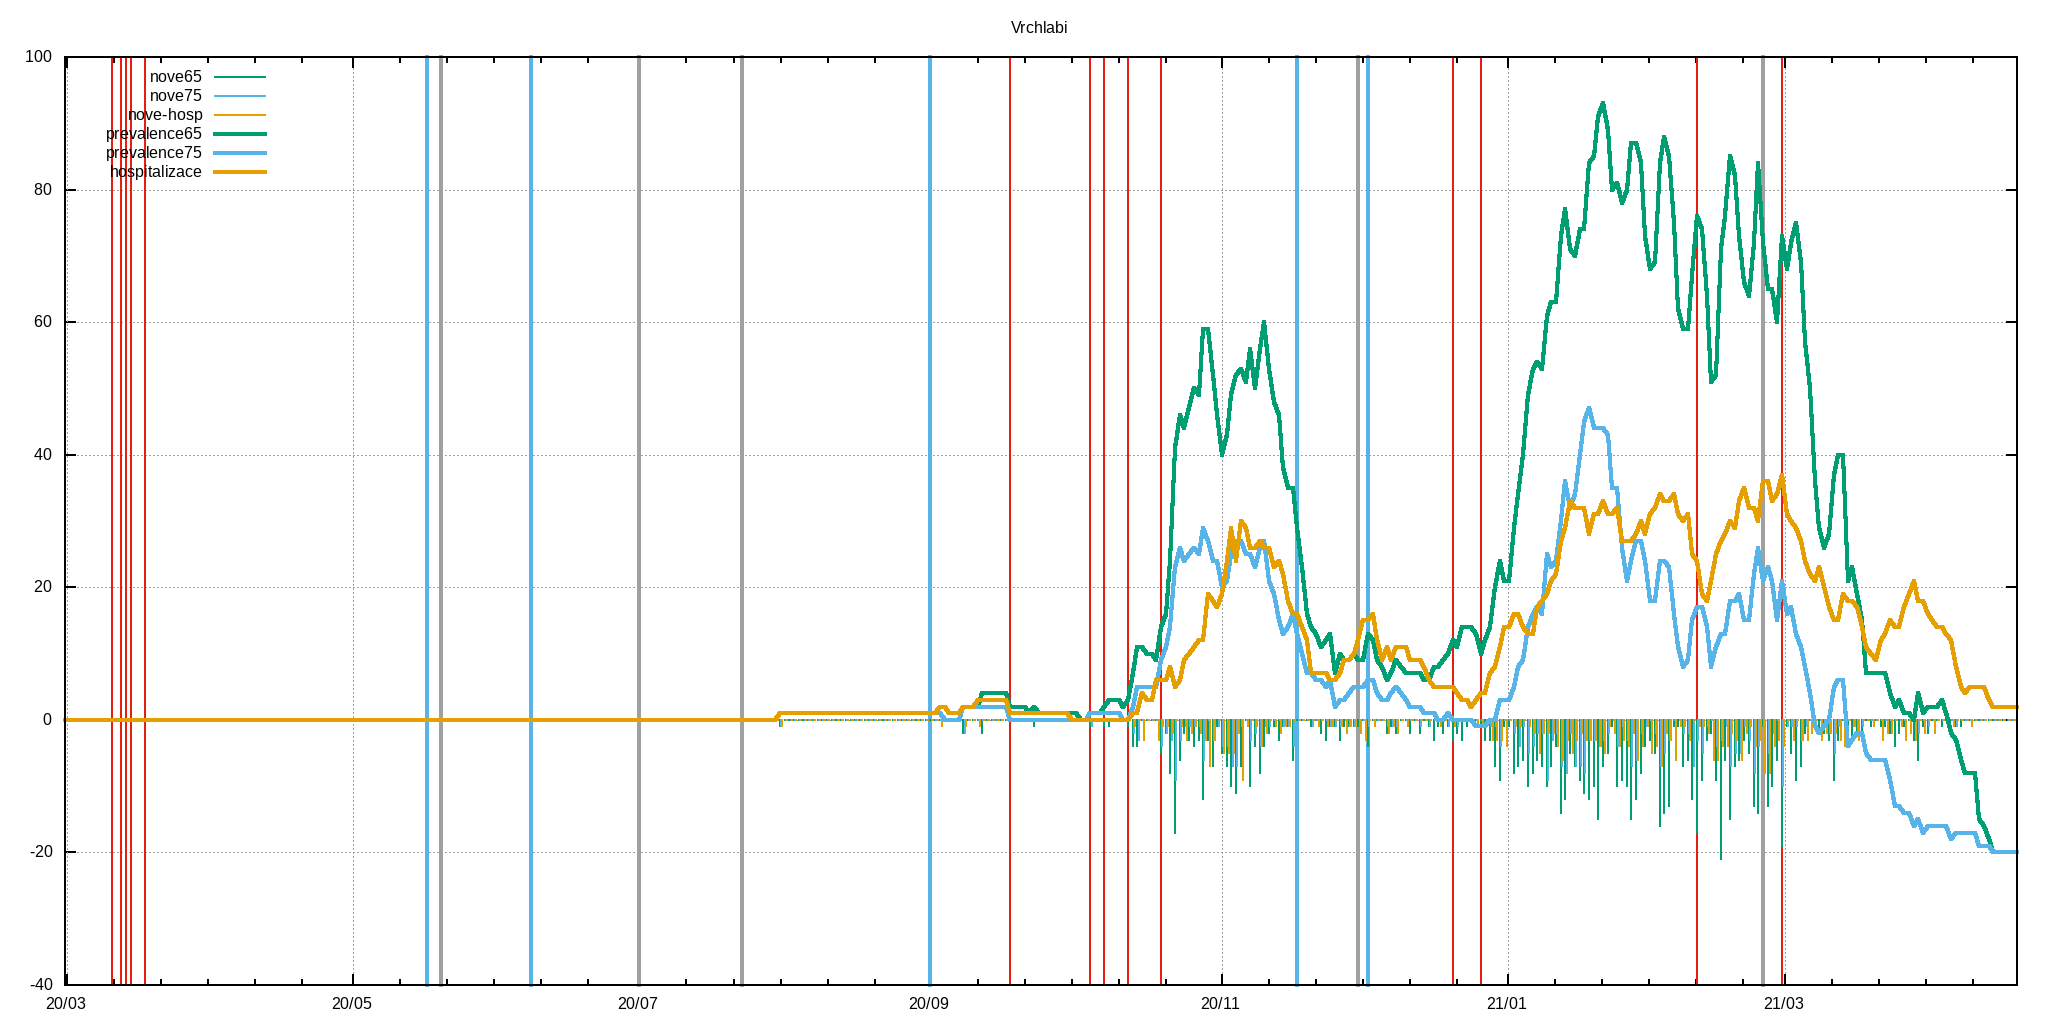 Vrchlabi
100
80
60
40
20
0
-20
-40
nove65
nove75
nove-hosp
prevalence65
prevalence75
hospitalizace
20/03 20/05 20/07 20/09 20/11 21/01 21/03